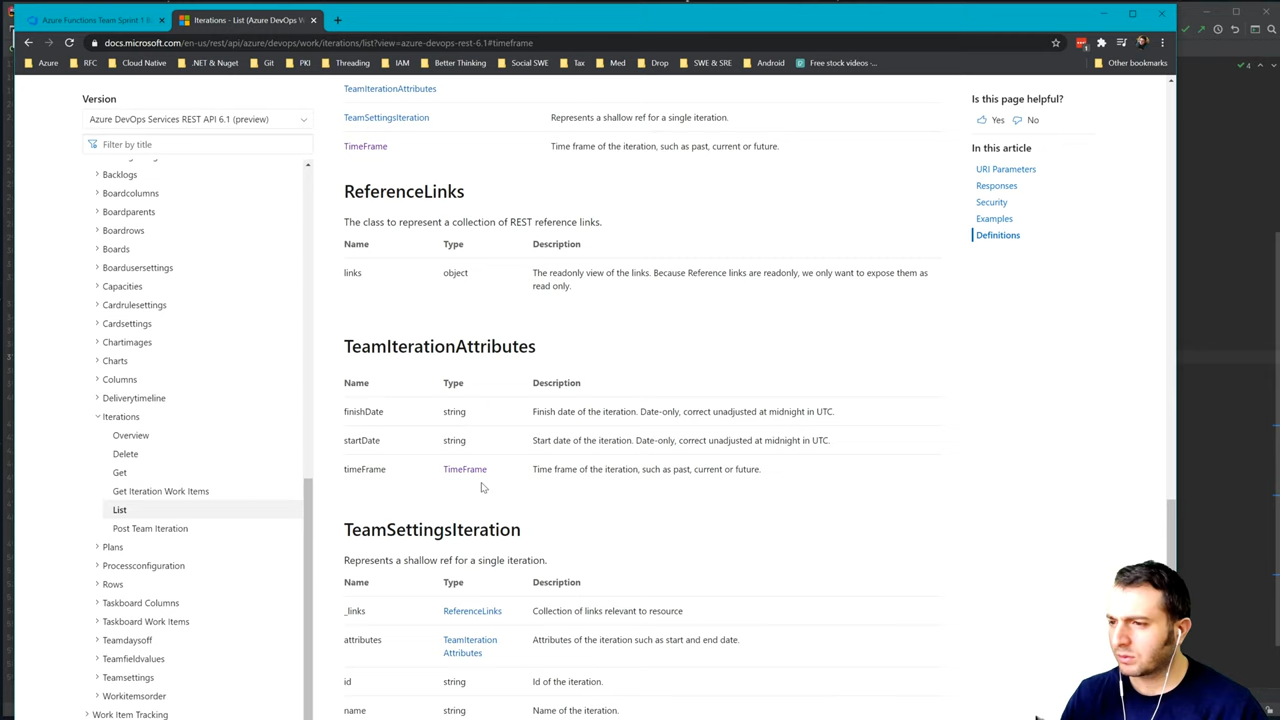 Azure Functions Team Sprint 1 B
Iterations - List (Azure DevOps V
docs.microsoft.com/en-us/rest/api/azure/devops/work/iterations/list?view=azure-devops-rest-6.1#timeframe
Azure RFC Cloud Native .NET & Nuget Git PKI Threading IAM Better Thinking Social SWE Tax Med Drop SWE & SRE Android Free stock videos -... Other bookmarks
4
Version
Azure DevOps Services REST API 6.1 (preview)
Filter by title
Backlogs
Boardcolumns
Boardparents
Boardrows
Boards
Boardusersettings
Capacities
Cardrulesettings
Cardsettings
Chartimages
Charts
Columns
Deliverytimeline
Iterations
Overview
Delete
Get
Get Iteration Work Items
List
Post Team Iteration
Plans
Processconfiguration
Rows
Taskboard Columns
Taskboard Work Items
Teamdaysoff
Teamfieldvalues
Teamsettings
Workitemsorder
Work Item Tracking
TeamIterationAttributes
TeamSettingsIteration Represents a shallow ref for a single iteration.
TimeFrame Time frame of the iteration, such as past, current or future.
ReferenceLinks
The class to represent a collection of REST reference links.
Name Type Description
links object The readonly view of the links. Because Reference links are readonly, we only want to expose them as
read only.
TeamIterationAttributes
Name Type Description
finishDate string Finish date of the iteration. Date-only, correct unadjusted at midnight in UTC.
startDate string Start date of the iteration. Date-only, correct unadjusted at midnight in UTC.
timeFrame TimeFrame Time frame of the iteration, such as past, current or future.
TeamSettingsIteration
Represents a shallow ref for a single iteration.
Name Type Description
_links ReferenceLinks Collection of links relevant to resource
attributes TeamIteration Attributes of the iteration such as start and end date.
Attributes
id string Id of the iteration.
name string Name of the iteration.
Is this page helpful?
Yes No
In this article
URI Parameters
Responses
Security
Examples
Definitions